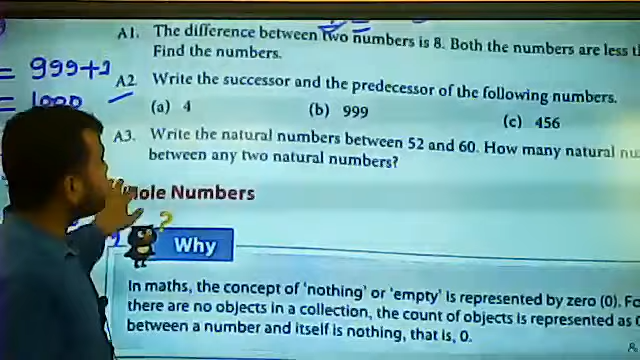 A1. The difference between two numbers is 8. Both the numbers are less
Find the numbers.
= 999+1
A2 Write the successor and the predecessor of the following numbers.
= 1000
(a) 4 (b) 999 (c) 456
A3. Write the natural numbers between 52 and 60. How many natural
between any two natural numbers?
ole Numbers
?
Why
In maths, the concept of 'nothing' or 'empty' is represented by zero (0).
there are no objects in a collection, the count of objects is represented as
between a number and itself is nothing, that is, 0.